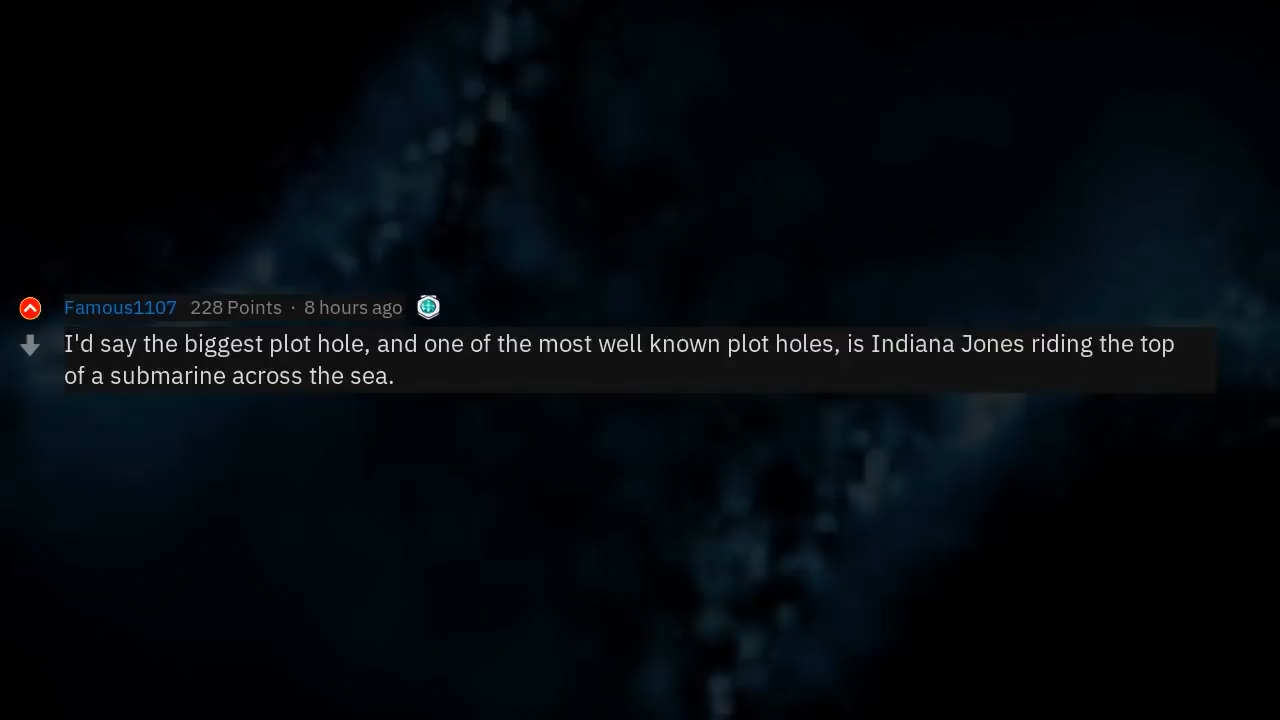 Famous1107 228 Points · 8 hours ago
I'd say the biggest plot hole, and one of the most well known plot holes, is Indiana Jones riding the top
of a submarine across the sea.